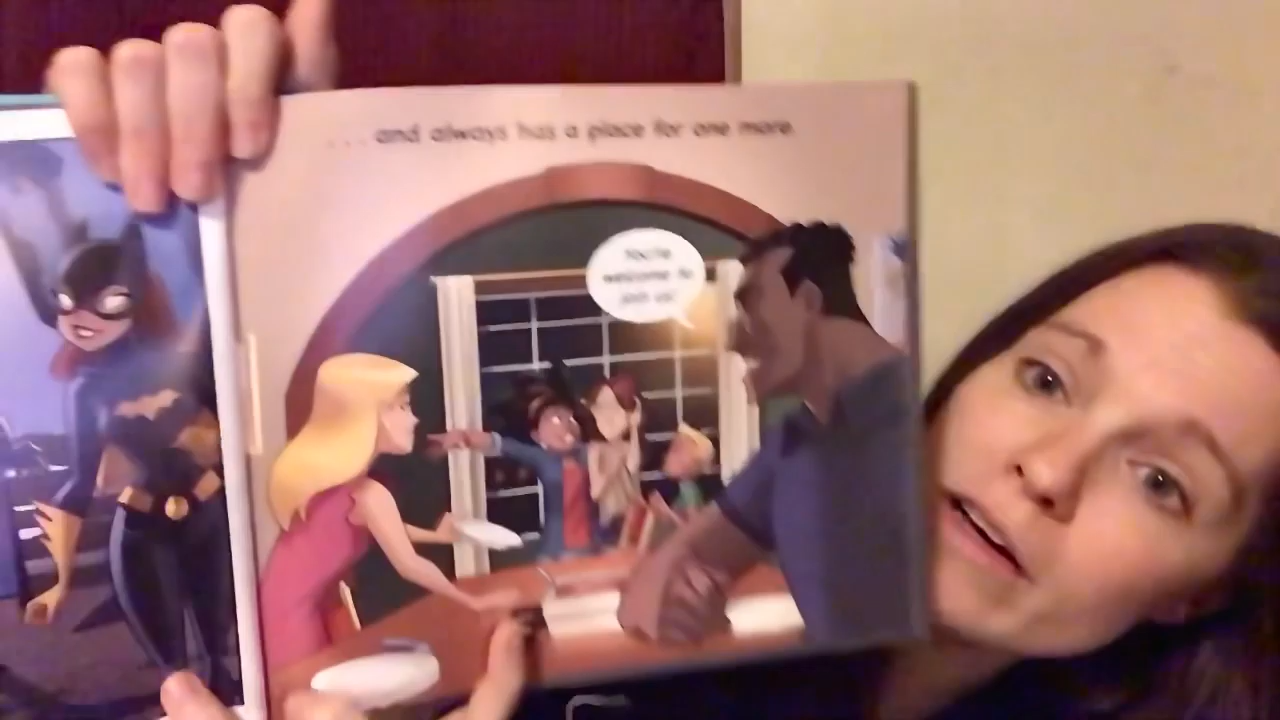 . . . and always has a place for one more.
You're
welcome to
join us!